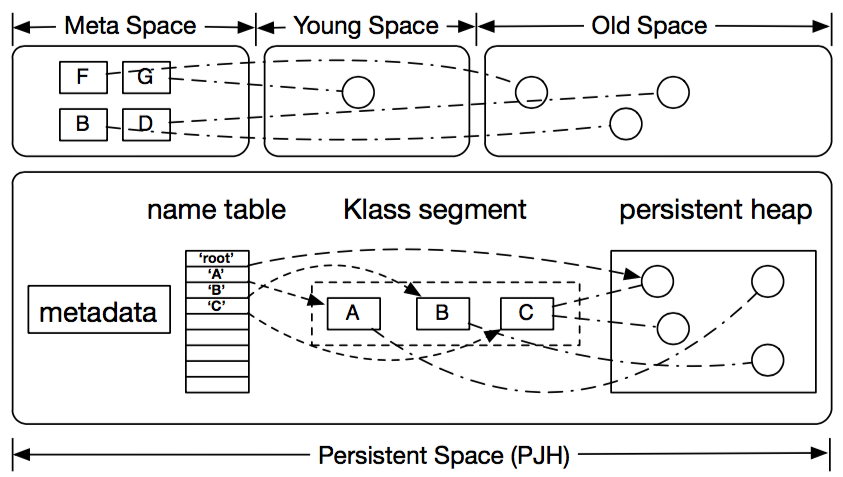 Meta Space Young Space Old Space
F G
B D
name table Klass segment persistent heap
‘root’
‘A’
‘B’
‘C’
metadata A B C
Persistent Space (PJH)